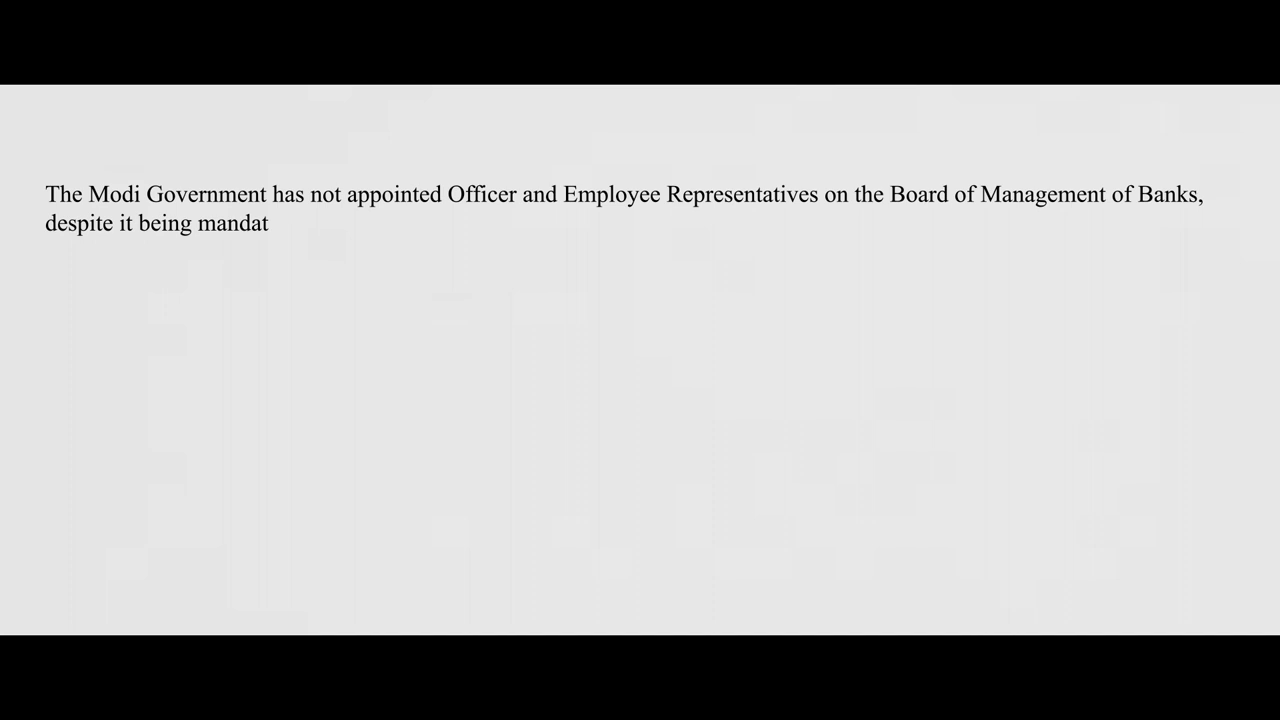 The Modi Government has not appointed Officer and Employee Representatives on the Board of Management of Banks,
despite it being mandat